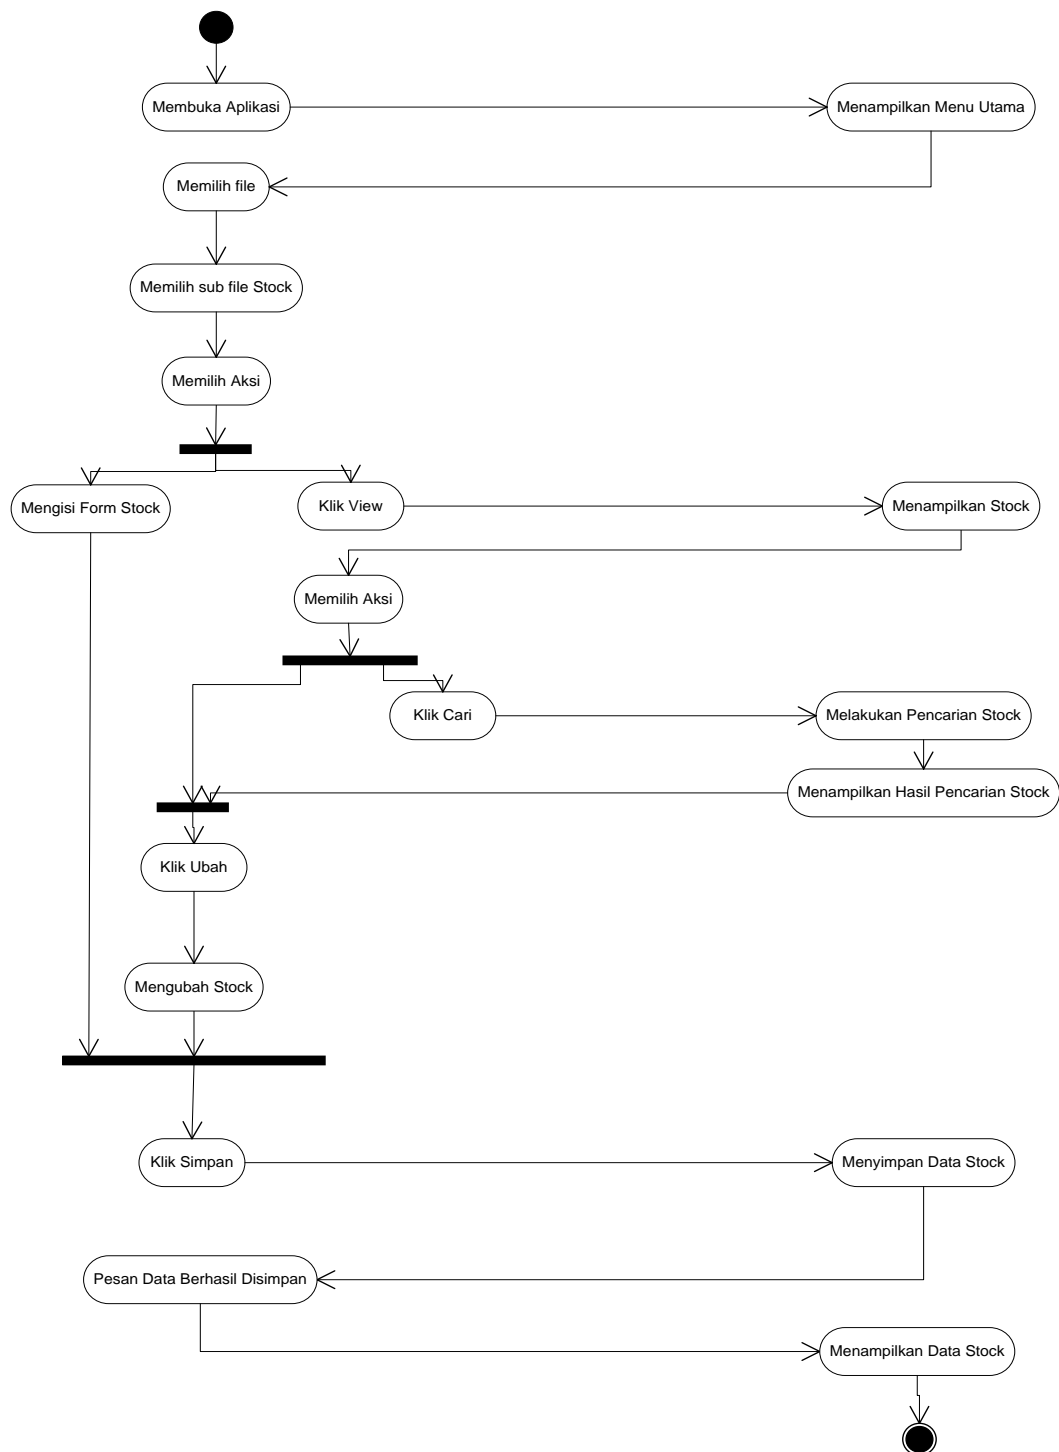 Membuka Aplikasi
Menampilkan Menu Utama
Memilih file
Memilih sub file Stock
Memilih Aksi
Mengisi Form Stock
Klik View
Menampilkan Stock
Memilih Aksi
Klik Cari
Melakukan Pencarian Stock
Menampilkan Hasil Pencarian Stock
Klik Ubah
Mengubah Stock
Klik Simpan
Menyimpan Data Stock
Pesan Data Berhasil Disimpan
Menampilkan Data Stock